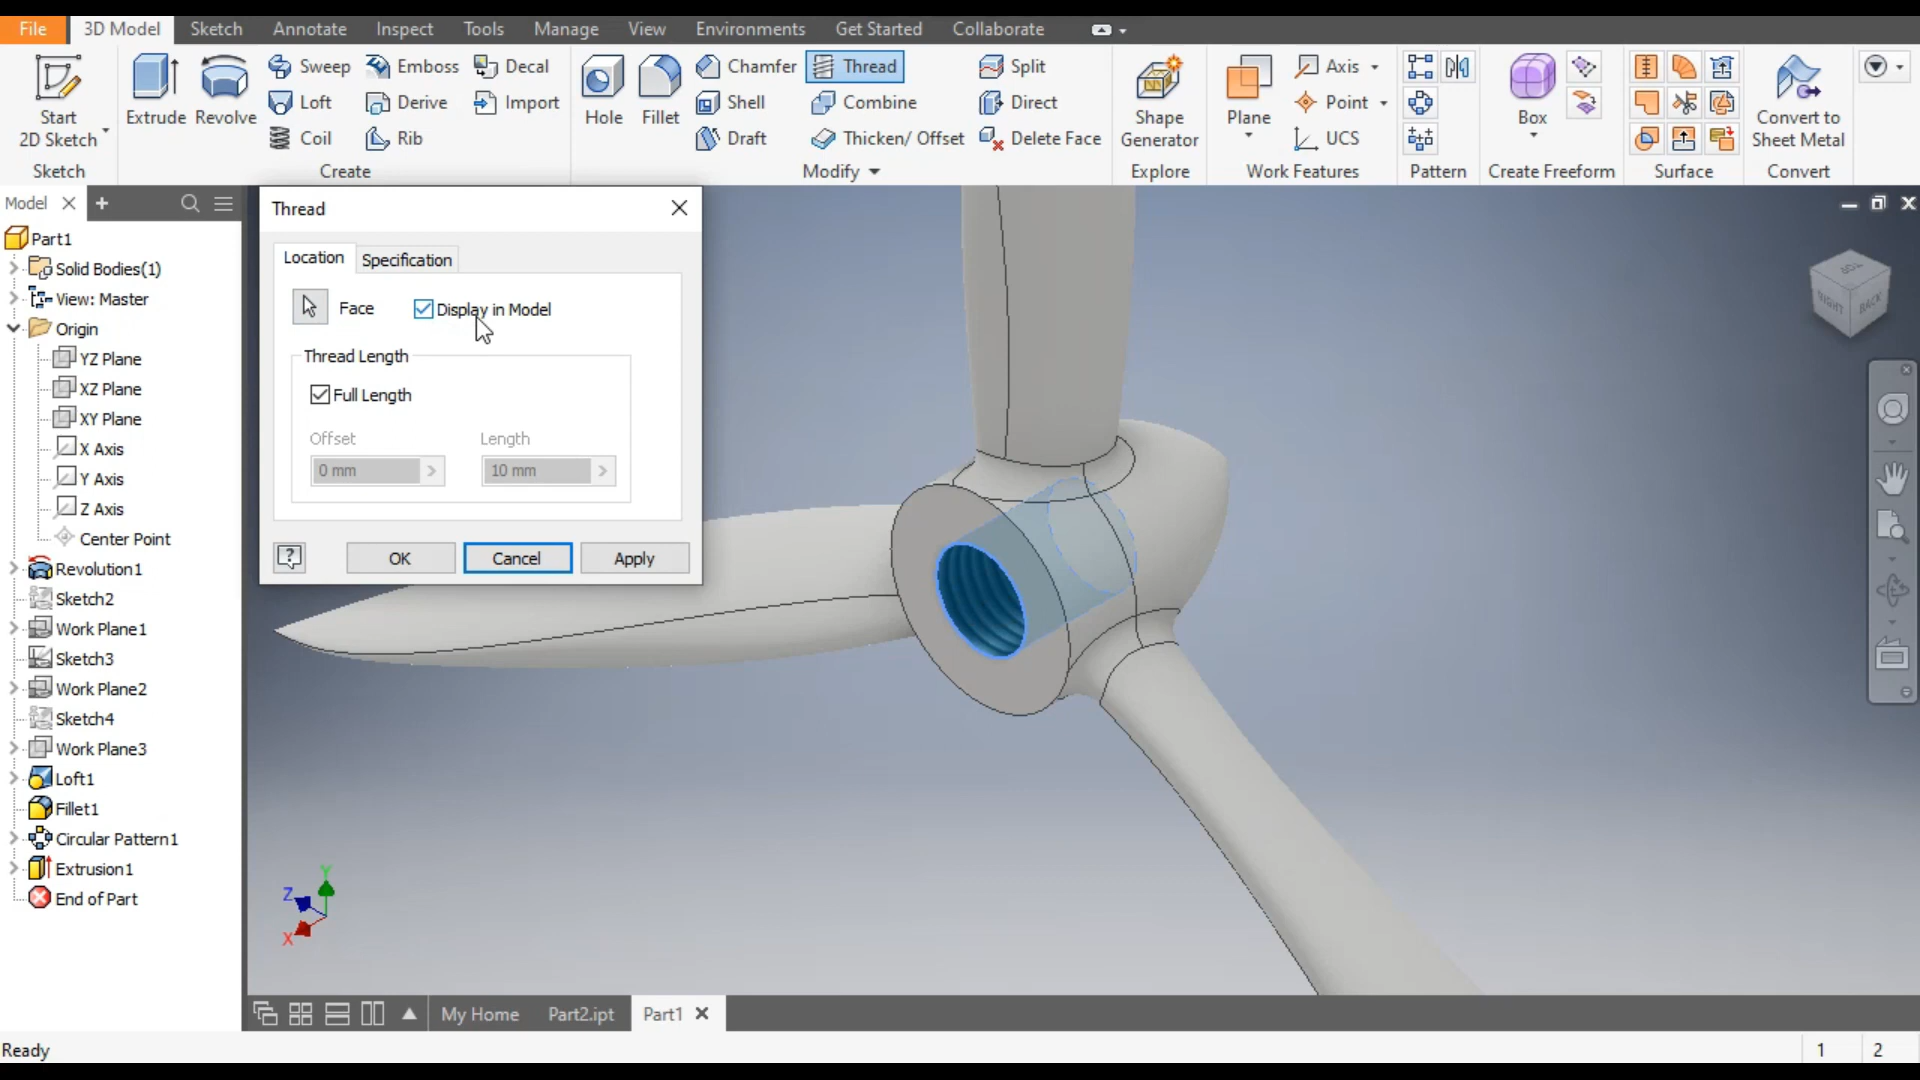 File 3D Model Sketch Annotate Inspect Tools Manage View Environments Get Started Collaborate
Start
2D Sketch
Extrude
Revolve
Sweep
Loft
Coil
Emboss
Derive
Rib
Decal
Import
Hole
Fillet
Chamfer
Shell
Draft
Thread
Combine
Thicken/ Offset
Split
Direct
Delete Face
Shape
Generator
Plane
Axis
Point
UCS
Box
Convert to
Sheet Metal
Sketch Create Modify Explore Work Features Pattern Create Freeform Surface Convert
Model
Part1
Solid Bodies(1)
View: Master
Origin
YZ Plane
XZ Plane
XY Plane
X Axis
Y Axis
Z Axis
Center Point
Revolution1
Sketch2
Work Plane1
Sketch3
Work Plane2
Sketch4
Work Plane3
Loft1
Fillet1
Circular Pattern1
Extrusion1
End of Part
Thread
Location Specification
Face Display in Model
Thread Length
Full Length
Offset Length
0 mm 10 mm
OK Cancel Apply
TOP
RIGHT BACK
Y
Z
X
My Home Part2.ipt Part1
Ready 1 2